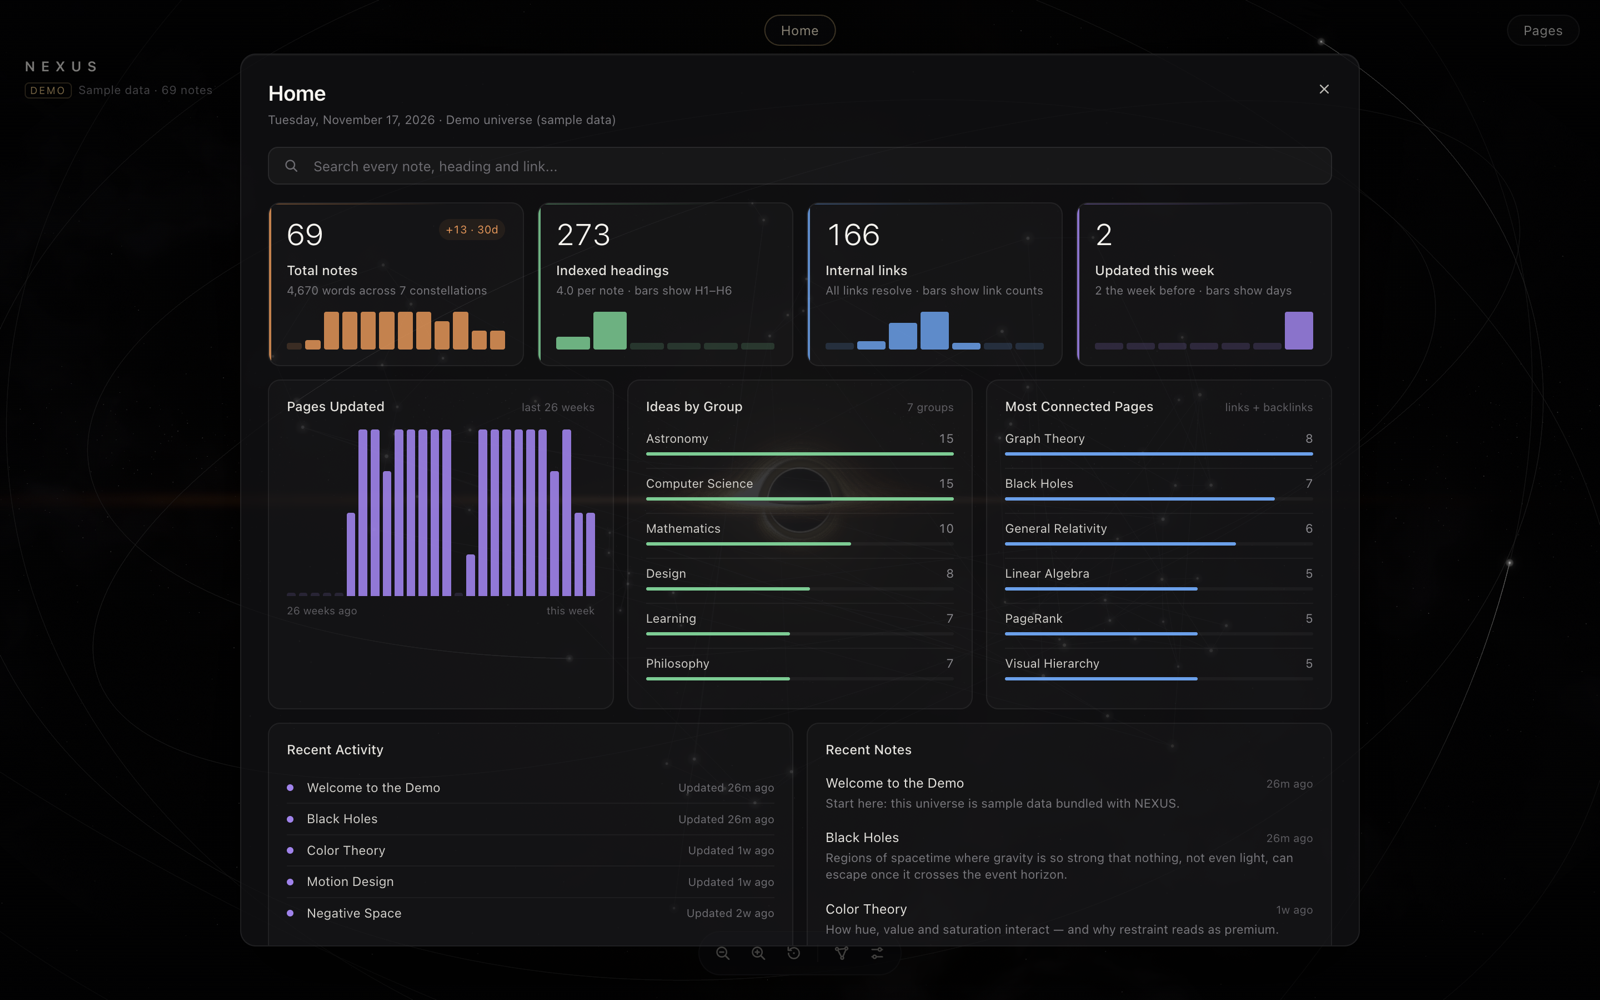 Home
Pages
NEXUS
DEMO Sample data · 69 notes
Home
Tuesday, November 17, 2026 · Demo universe (sample data)
Search every note, heading and link...
69
+13 · 30d
Total notes
4,670 words across 7 constellations
273
Indexed headings
4.0 per note · bars show H1–H6
166
Internal links
All links resolve · bars show link counts
2
Updated this week
2 the week before · bars show days
Pages Updated
last 26 weeks
26 weeks ago
this week
Ideas by Group
7 groups
Astronomy 15
Computer Science 15
Mathematics 10
Design 8
Learning 7
Philosophy 7
Most Connected Pages
links + backlinks
Graph Theory 8
Black Holes 7
General Relativity 6
Linear Algebra 5
PageRank 5
Visual Hierarchy 5
Recent Activity
Welcome to the Demo Updated 26m ago
Black Holes Updated 26m ago
Color Theory Updated 1w ago
Motion Design Updated 1w ago
Negative Space Updated 2w ago
Recent Notes
Welcome to the Demo 26m ago
Start here: this universe is sample data bundled with NEXUS.
Black Holes 26m ago
Regions of spacetime where gravity is so strong that nothing, not even light, can
escape once it crosses the event horizon.
Color Theory 1w ago
How hue, value and saturation interact — and why restraint reads as premium.